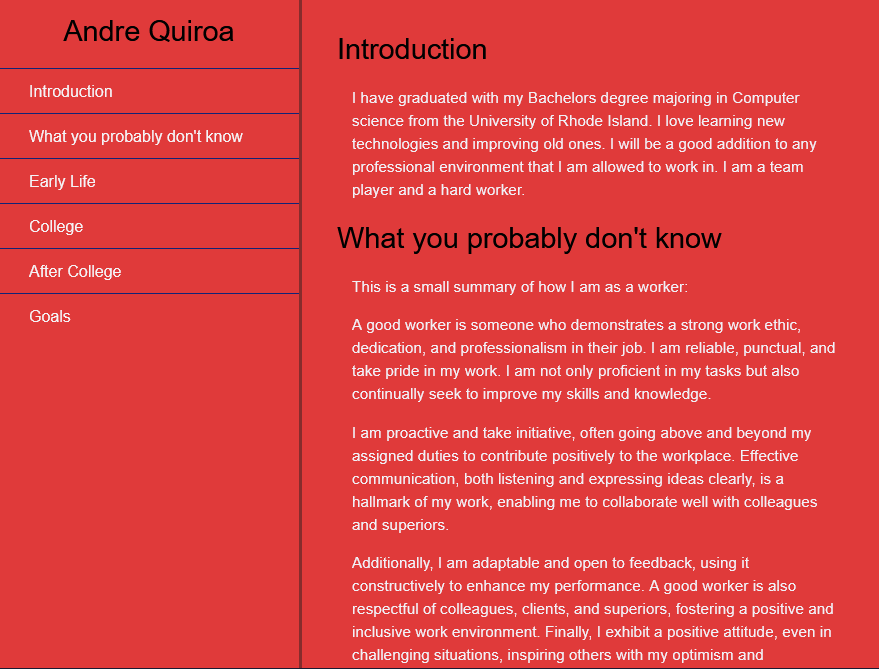 Andre Quiroa
Introduction
What you probably don't know
Early Life
College
After College
Goals
Introduction
I have graduated with my Bachelors degree majoring in Computer
science from the University of Rhode Island. I love learning new
technologies and improving old ones. I will be a good addition to any
professional environment that I am allowed to work in. I am a team
player and a hard worker.
What you probably don't know
This is a small summary of how I am as a worker:
A good worker is someone who demonstrates a strong work ethic,
dedication, and professionalism in their job. I am reliable, punctual, and
take pride in my work. I am not only proficient in my tasks but also
continually seek to improve my skills and knowledge.
I am proactive and take initiative, often going above and beyond my
assigned duties to contribute positively to the workplace. Effective
communication, both listening and expressing ideas clearly, is a
hallmark of my work, enabling me to collaborate well with colleagues
and superiors.
Additionally, I am adaptable and open to feedback, using it
constructively to enhance my performance. A good worker is also
respectful of colleagues, clients, and superiors, fostering a positive and
inclusive work environment. Finally, I exhibit a positive attitude, even in
challenging situations, inspiring others with my optimism and